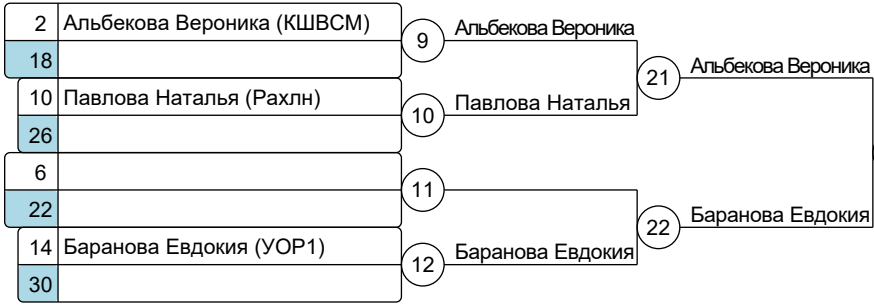 2 Альбекова Вероника (КШВСМ)
18
9 Альбекова Вероника
10 Павлова Наталья (Рахлн)
26
10 Павлова Наталья
21 Альбекова Вероника
6
22
11
14 Баранова Евдокия (УОР1)
30
12 Баранова Евдокия
22 Баранова Евдокия